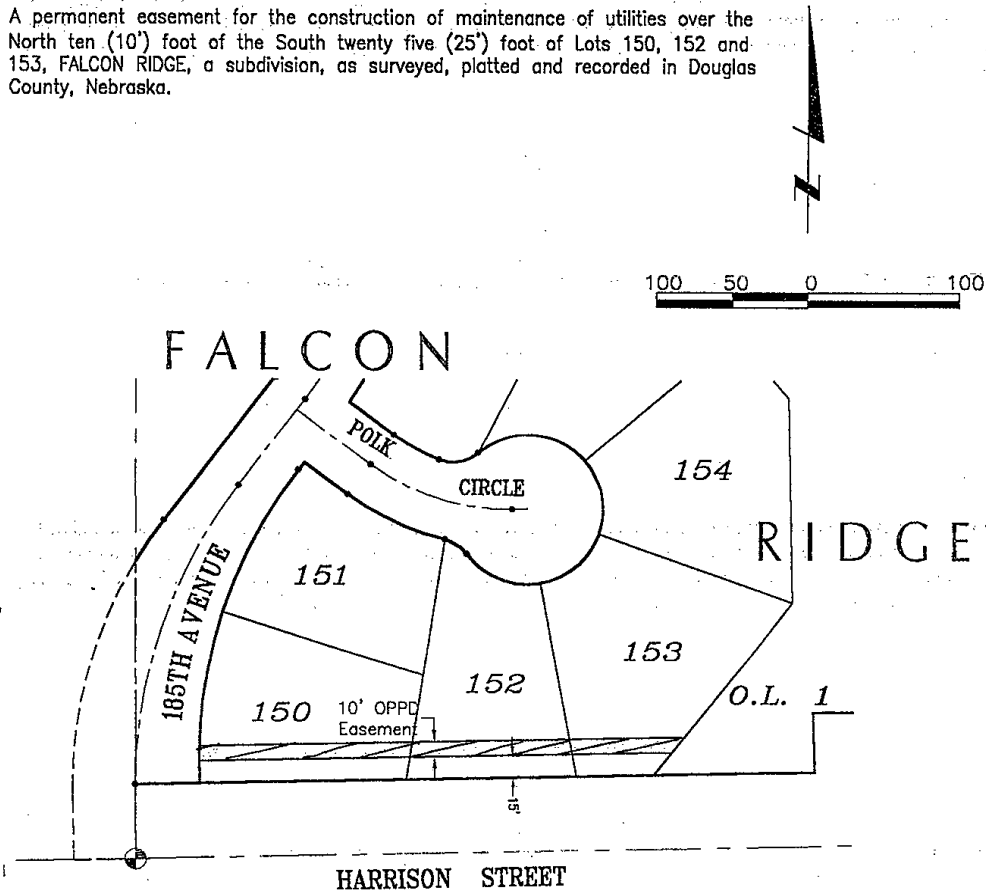 A permanent easement for the construction of maintenance of utilities over the
North ten (10') foot of the South twenty five (25') foot of Lots 150, 152 and
153, FALCON RIDGE, a subdivision, as surveyed, platted and recorded in Douglas
County, Nebraska.
N
100 50 0 100
FALCON
POLK
CIRCLE
154
RIDGE
151
185TH AVENUE
153
152
O.L. 1
150
10' OPPD
Easement
15'
HARRISON STREET